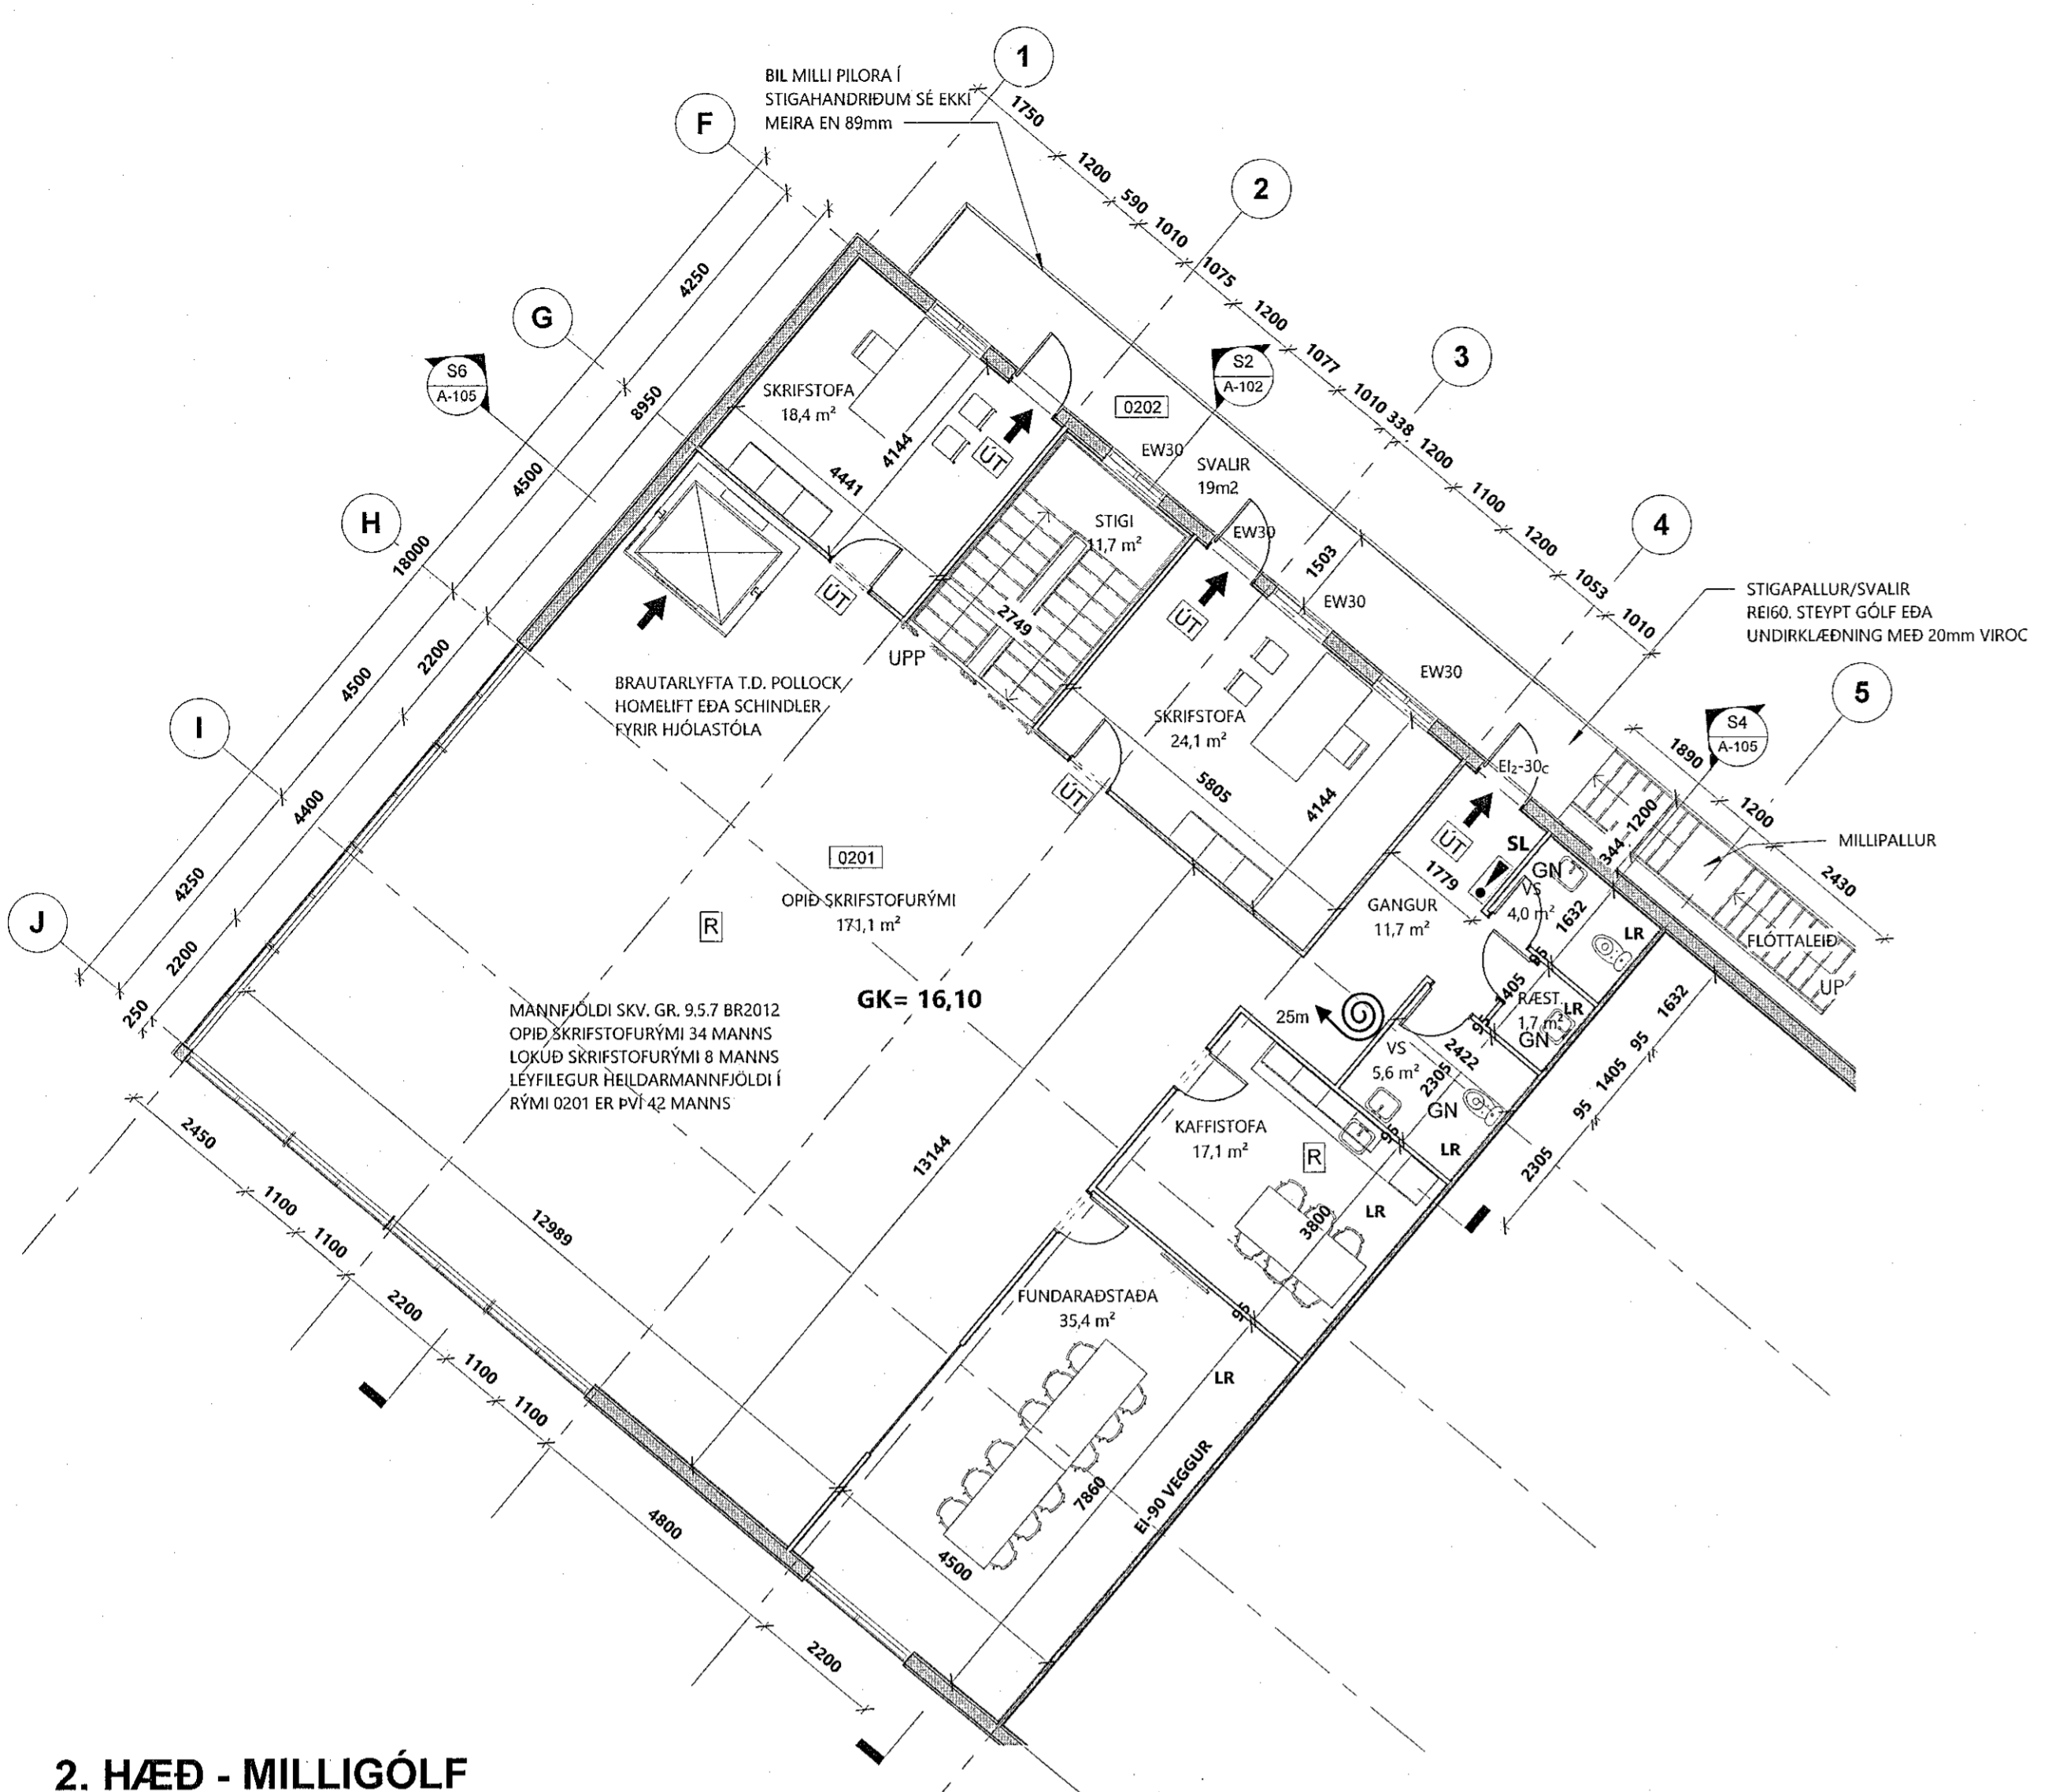 1
BIL MILLI PILORA Í
STIGAHANDRIÐUM SÉ EKKI
MEIRA EN 89mm
F
1750
1200
590
1010
1075
1200
1077
1010
338
1200
1100
1200
1053
1010
2
3
4
5
G
H
I
J
4250
4500
4500
4250
18000
8950
2200
4400
2200
250
S6
A-105
S2
A-102
S4
A-105
SKRIFSTOFA
18,4 m²
4144
4441
ÚT
ÚT
0202
EW30
SVALIR
19m2
EW30
EW30
EW30
1503
STIGI
11,7 m²
2749
UPP
ÚT
ÚT
STIGAPALLUR/SVALIR
REI60. STEYPT GÓLF EÐA
UNDIRKLÆÐNING MEÐ 20mm VIROC
BRAUTARLYFTA T.D. POLLOCK
HOMELIFT EÐA SCHINDLER
FYRIR HJÓLASTÓLA
SKRIFSTOFA
24,1 m²
5805
4144
EI₂-30c
ÚT
SL
1890
1200
2430
344
1200
MILLIPALLUR
FLÓTTALEIÐ
UP
0201
OPIÐ SKRIFSTOFURÝMI
171,1 m²
R
1779
GANGUR
11,7 m²
GN
VS
4,0 m²
1632
LR
95
1405
RÆST.
1,7 m²
LR
GN
95
1632
95
1405
95
2305
GK= 16,10
MANNFJÖLDI SKV. GR. 9.5.7 BR2012
OPIÐ SKRIFSTOFURÝMI 34 MANNS
LOKUÐ SKRIFSTOFURÝMI 8 MANNS
LEYFILEGUR HEILDARMANNFJÖLDI Í
RÝMI 0201 ER ÞVÍ 42 MANNS
25m
VS
5,6 m²
2422
2305
GN
LR
95
KAFFISTOFA
17,1 m²
R
3800
LR
95
13144
12989
FUNDARAÐSTAÐA
35,4 m²
LR
7860
EI-90 VEGGUR
4500
2450
1100
1100
2200
1100
1100
4800
2200
2. HÆÐ - MILLIGÓLF